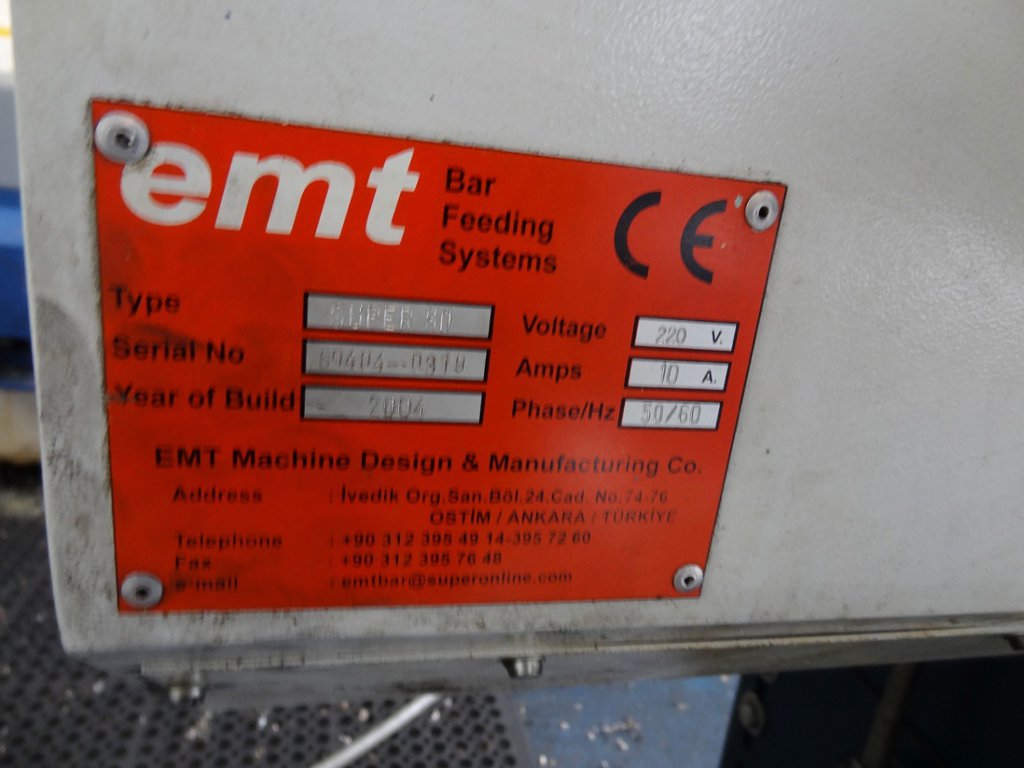 emt
Bar
Feeding
Systems
CE
Type SUPER
Serial No
Year of Build 2004
Voltage 220 V.
Amps 10 A.
Phase/Hz 50/60
EMT Machine Design & Manufacturing Co.
Address : İvedik Org.San.Böl.24.Cad. No.74-76
OSTİM / ANKARA / TÜRKİYE
Telephone : +90 312 395 49 14-395 72 60
Fax : +90 312 395 76 48
e-mail : emtbar@superonline.com